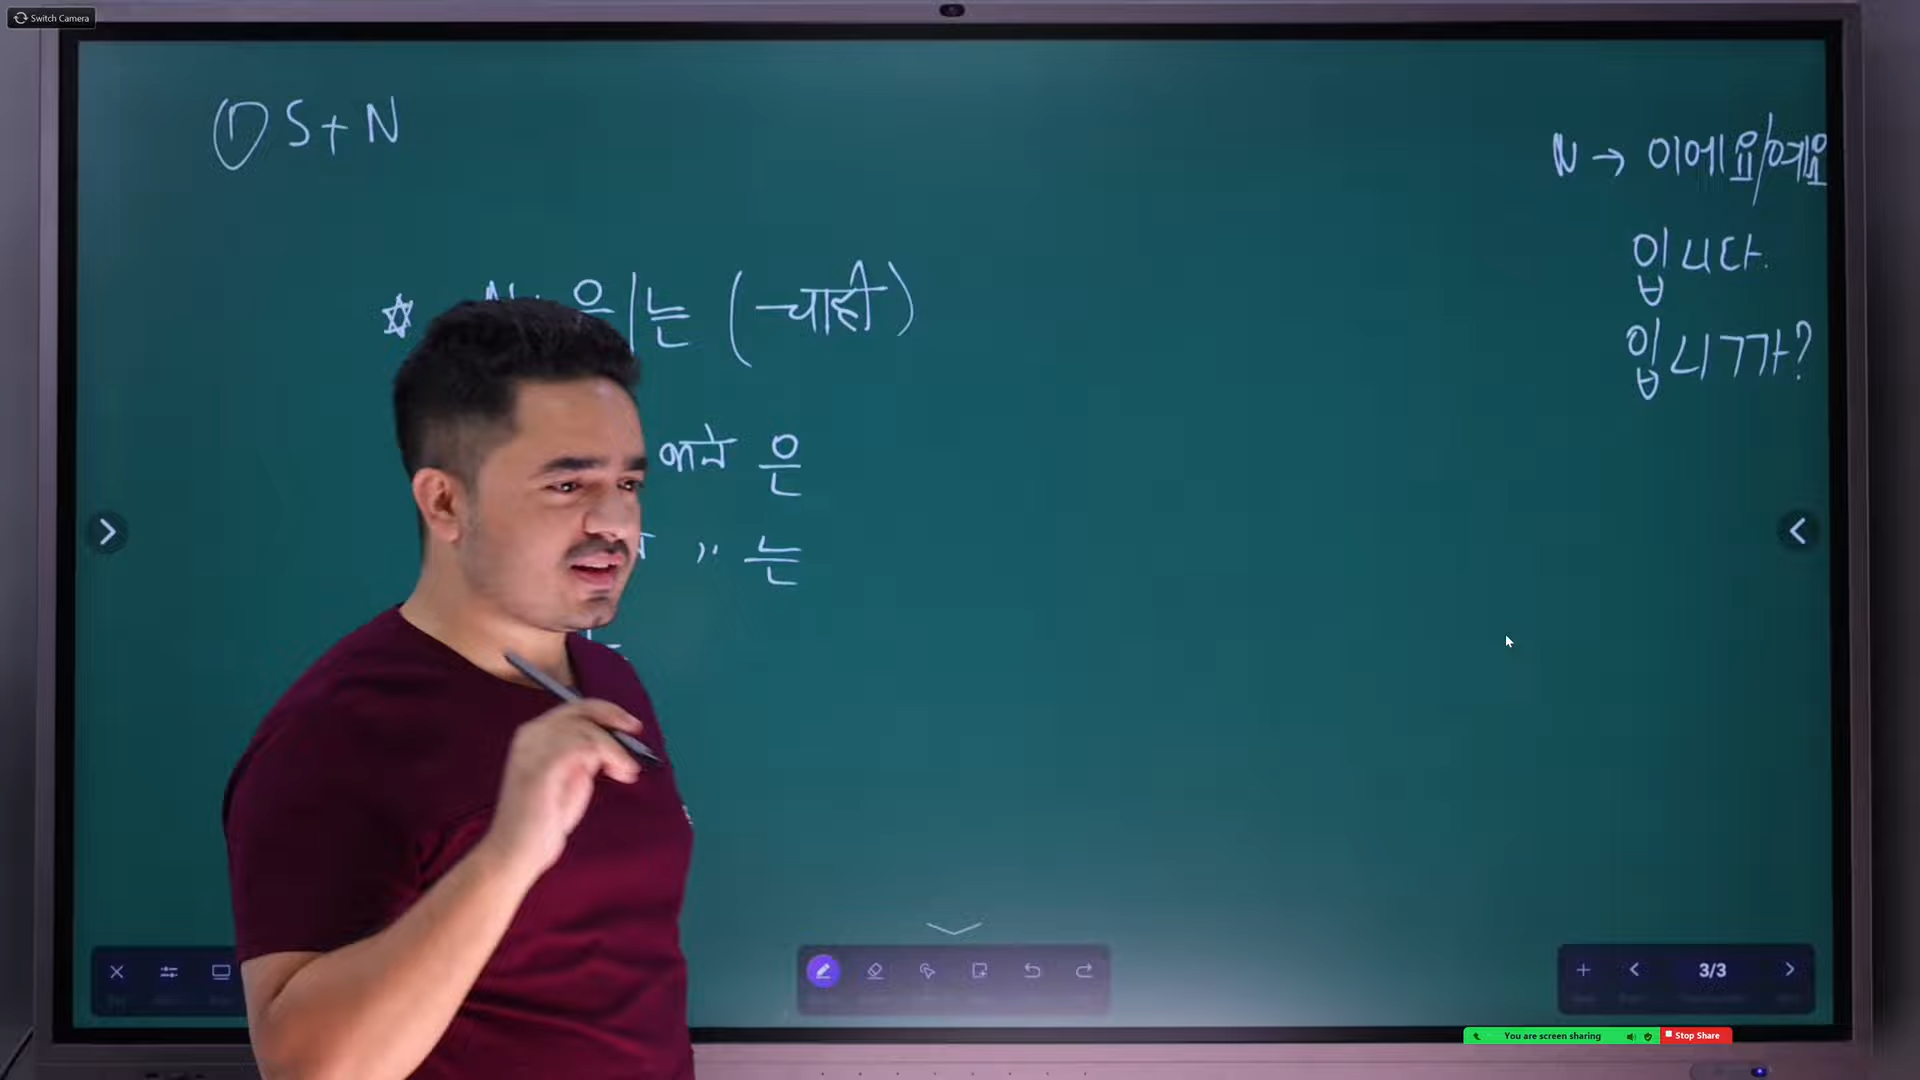 Switch Camera
① S + N
N → 이에요/예요
입니다.
N 은/는 (चाही)
입니까?
आने 은
" 는
3/3
You are screen sharing
Stop Share